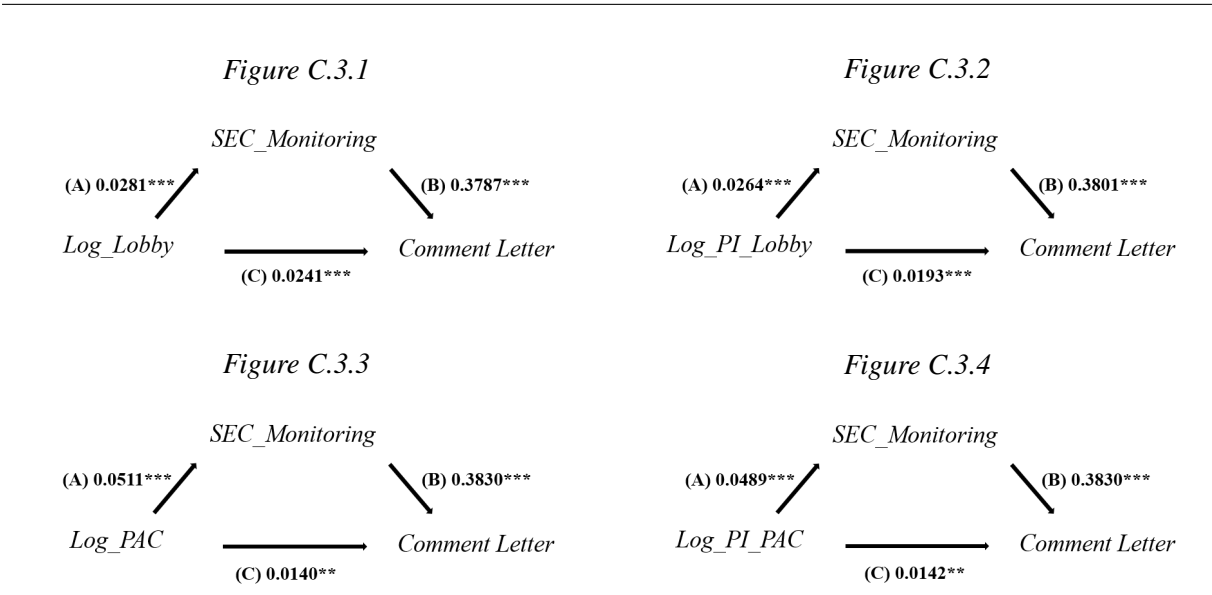 Figure C.3.1
SEC_Monitoring
(A) 0.0281***
(B) 0.3787***
Log_Lobby
Comment Letter
(C) 0.0241***
Figure C.3.2
SEC_Monitoring
(A) 0.0264***
(B) 0.3801***
Log_PI_Lobby
Comment Letter
(C) 0.0193***
Figure C.3.3
SEC_Monitoring
(A) 0.0511***
(B) 0.3830***
Log_PAC
Comment Letter
(C) 0.0140**
Figure C.3.4
SEC_Monitoring
(A) 0.0489***
(B) 0.3830***
Log_PI_PAC
Comment Letter
(C) 0.0142**